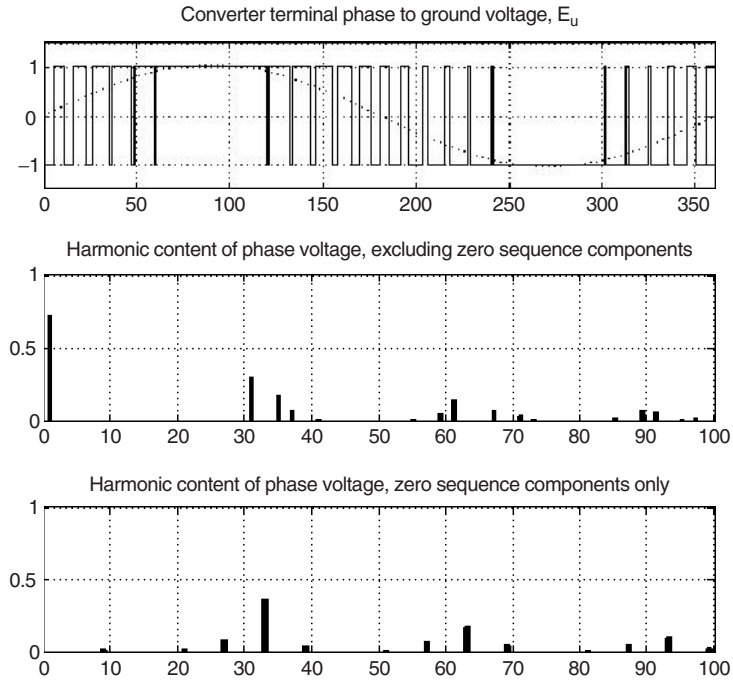 Converter terminal phase to ground voltage, E_u
1
0
−1
0 50 100 150 200 250 300 350
Harmonic content of phase voltage, excluding zero sequence components
1
0.5
0
0 10 20 30 40 50 60 70 80 90 100
Harmonic content of phase voltage, zero sequence components only
1
0.5
0
0 10 20 30 40 50 60 70 80 90 100